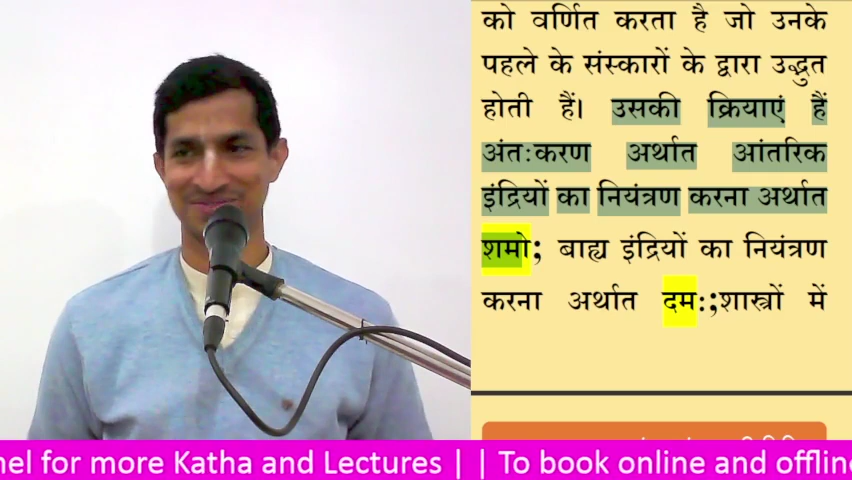 को वर्णित करता है जो उनके
पहले के संस्कारों के द्वारा उद्भुत
होती हैं। उसकी क्रियाएं हैं
अंतःकरण अर्थात आंतरिक
इंद्रियों का नियंत्रण करना अर्थात
शमो; बाह्य इंद्रियों का नियंत्रण
करना अर्थात दमः;शास्त्रों में
nel for more Katha and Lectures | | To book online and offline